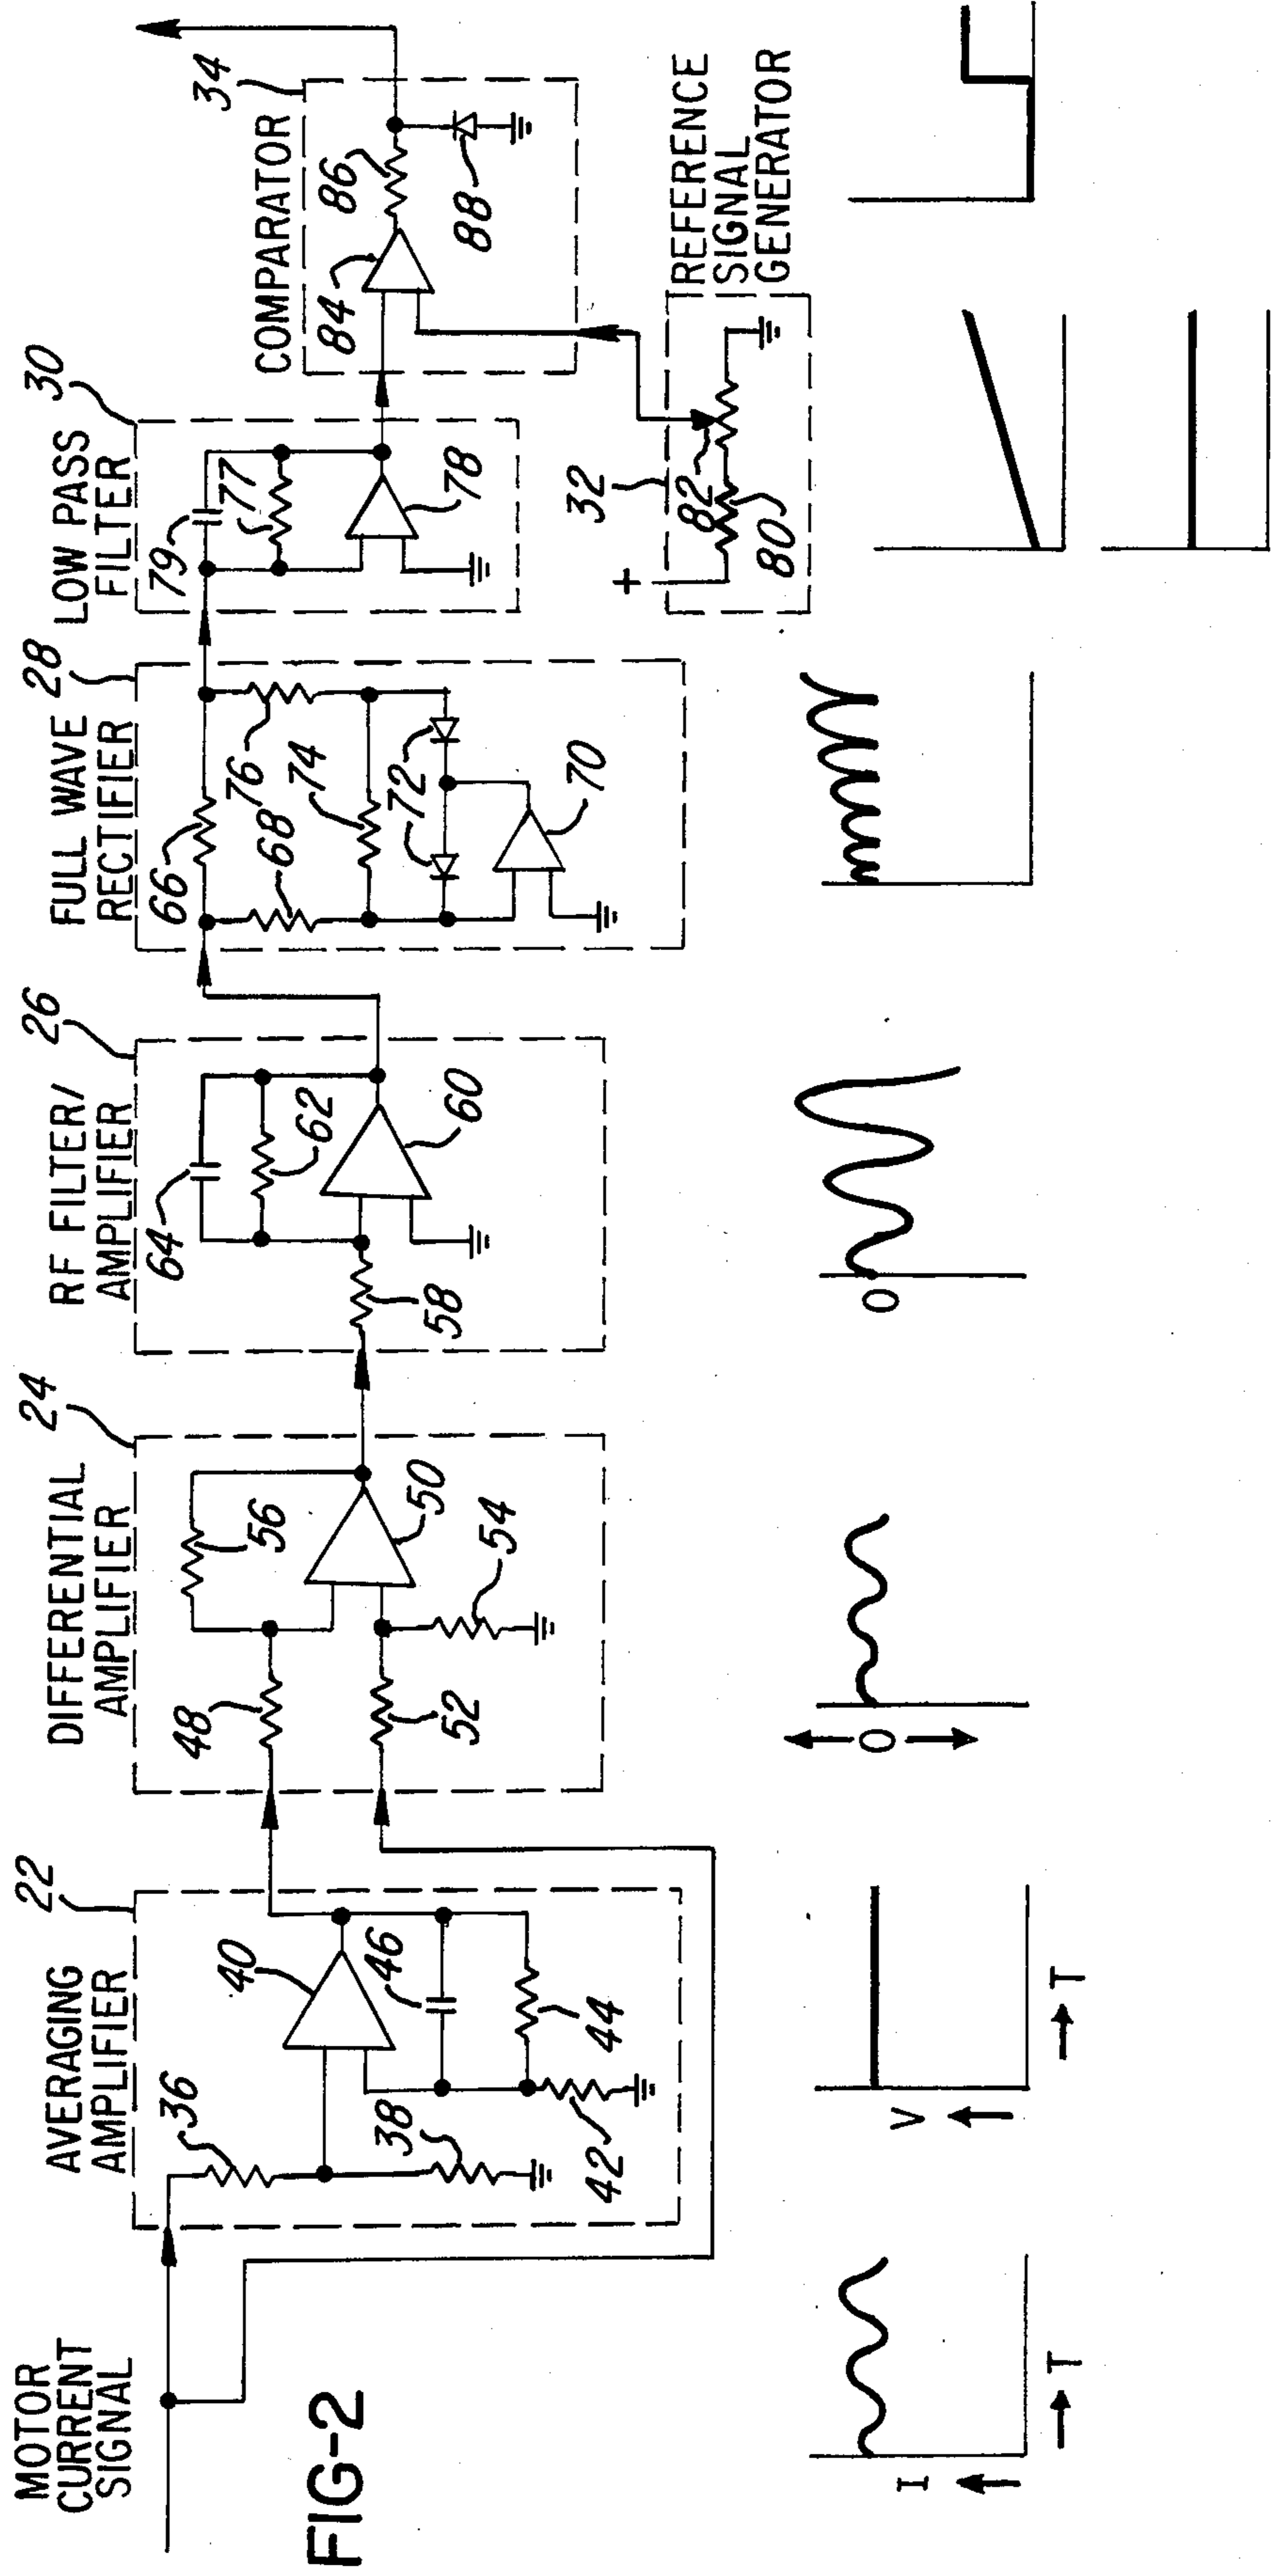 FIG-2
MOTOR
CURRENT
SIGNAL
AVERAGING
AMPLIFIER
22
36
38
40
42
44
46
DIFFERENTIAL
AMPLIFIER
24
48
50
52
54
56
RF FILTER/
AMPLIFIER
26
58
60
62
64
FULL WAVE
RECTIFIER
28
66
68
70
72
74
76
LOW PASS
FILTER
30
77
78
79
COMPARATOR
34
84
86
88
REFERENCE
SIGNAL
GENERATOR
32
+
80
82
I
T
V
T
0
0